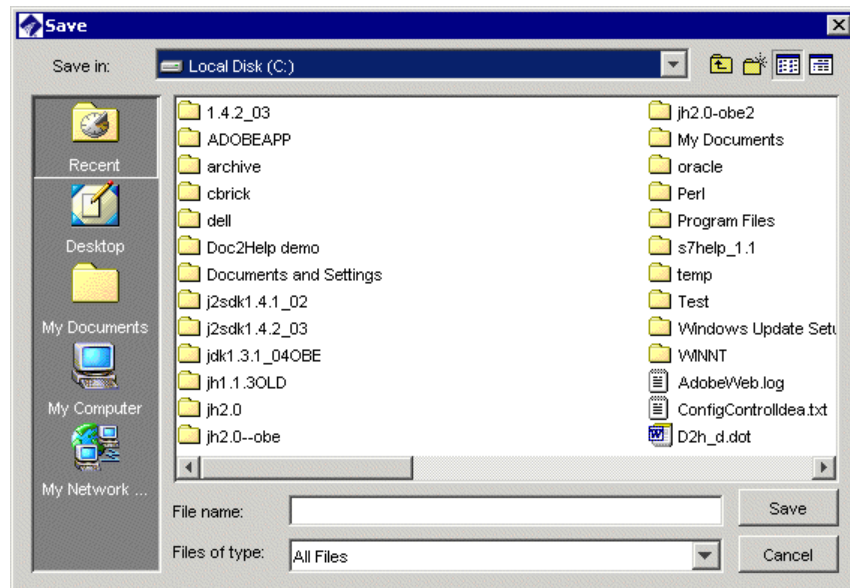 Save
Save in:
Local Disk (C:)
Recent
Desktop
My Documents
My Computer
My Network ...
1.4.2_03
ADOBEAPP
archive
cbrick
dell
Doc2Help demo
Documents and Settings
j2sdk1.4.1_02
j2sdk1.4.2_03
jdk1.3.1_04OBE
jh1.1.3OLD
jh2.0
jh2.0--obe
jh2.0-obe2
My Documents
oracle
Perl
Program Files
s7help_1.1
temp
Test
Windows Update Setu
WINNT
AdobeWeb.log
ConfigControlIdea.txt
D2h_d.dot
File name:
Save
Files of type:
All Files
Cancel